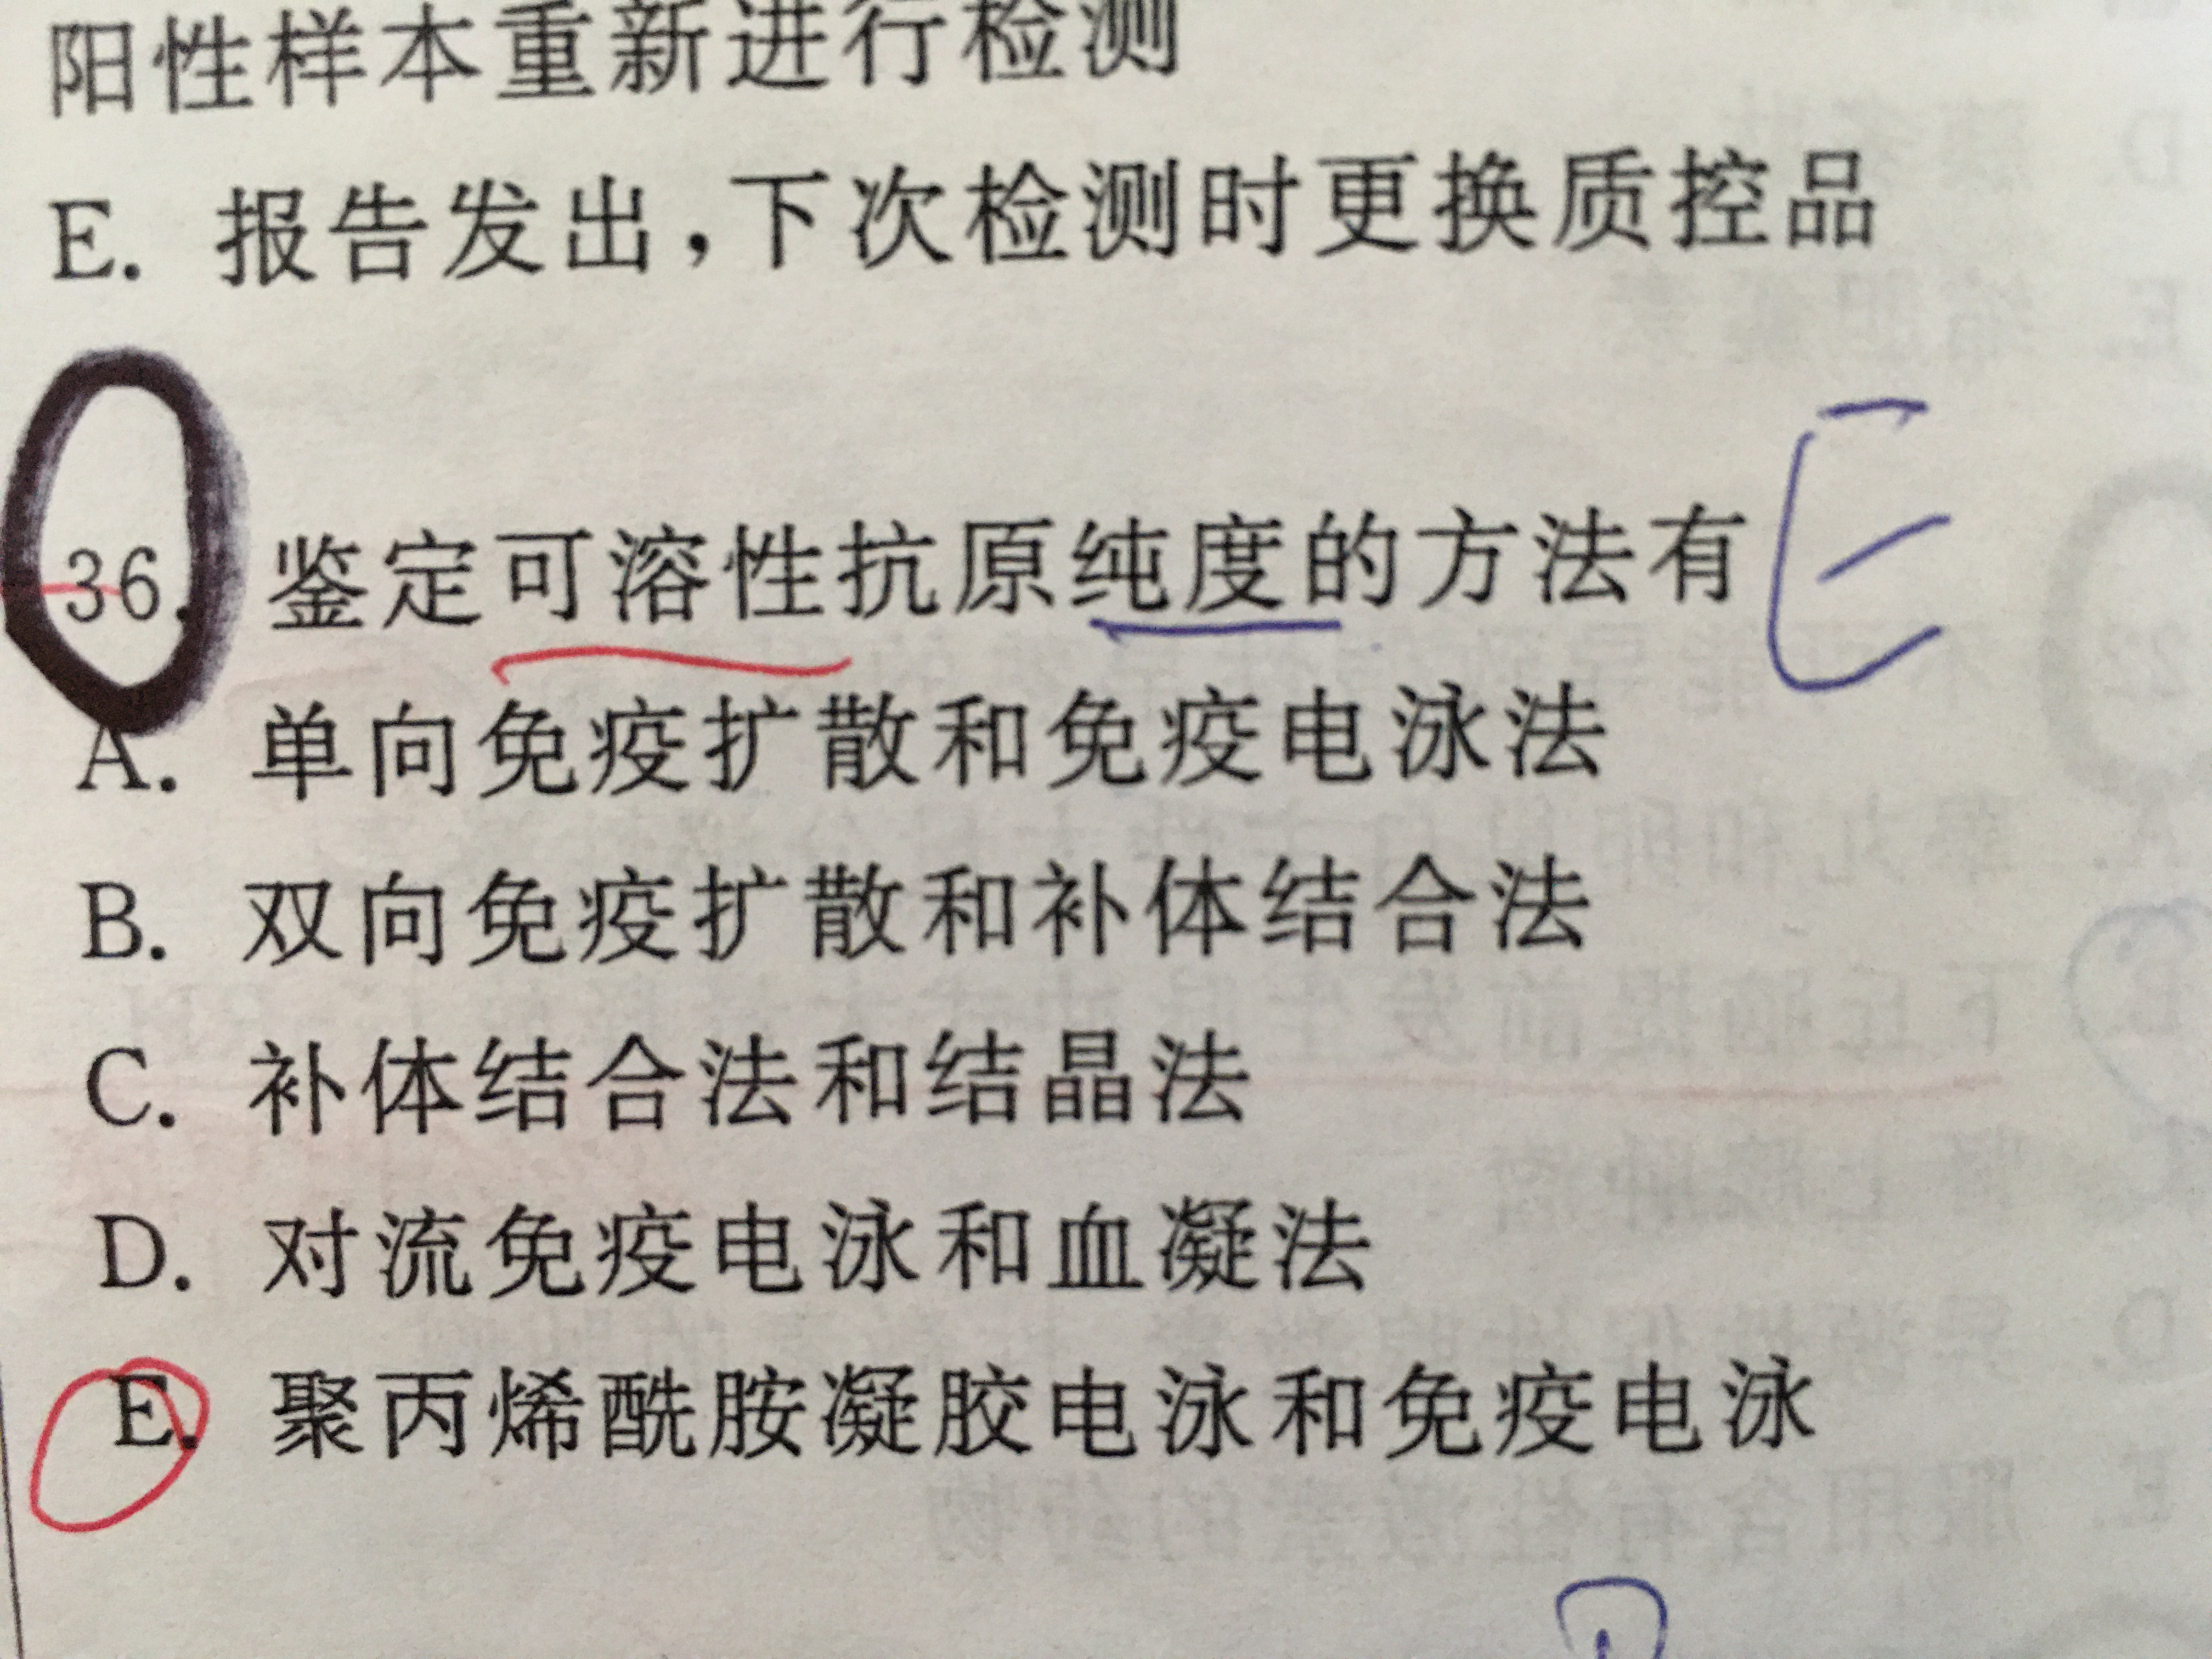 阳性样本重新进行检测
E. 报告发出，下次检测时更换质控品
36. 鉴定可溶性抗原纯度的方法有 E
A. 单向免疫扩散和免疫电泳法
B. 双向免疫扩散和补体结合法
C. 补体结合法和结晶法
D. 对流免疫电泳和血凝法
E. 聚丙烯酰胺凝胶电泳和免疫电泳